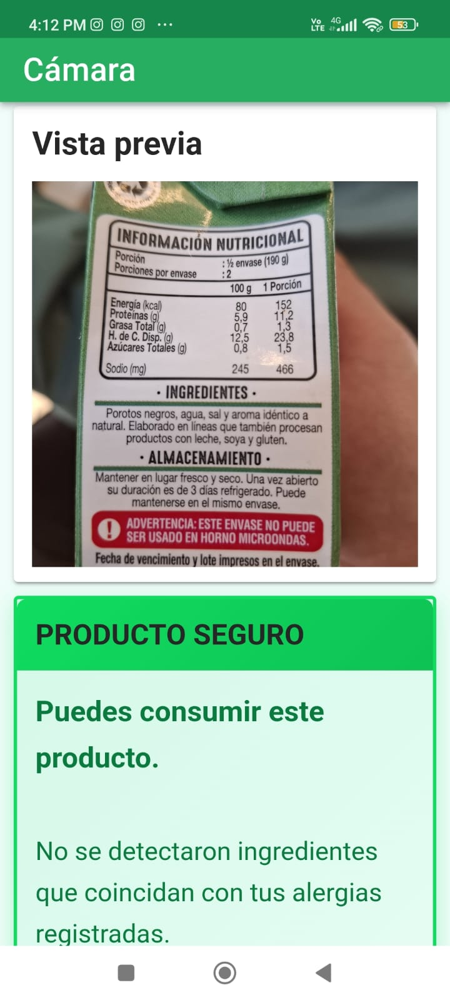 4:12 PM
Vo LTE 4G 53
Cámara
Vista previa
INFORMACIÓN NUTRICIONAL
Porción : ½ envase (190 g)
Porciones por envase : 2
100 g 1 Porción
Energía (kcal) 80 152
Proteínas (g) 5,9 11,2
Grasa Total (g) 0,7 1,3
H. de C. Disp. (g) 12,5 23,8
Azúcares Totales (g) 0,8 1,5
Sodio (mg) 245 466
· INGREDIENTES ·
Porotos negros, agua, sal y aroma idéntico a
natural. Elaborado en líneas que también procesan
productos con leche, soya y gluten.
· ALMACENAMIENTO ·
Mantener en lugar fresco y seco. Una vez abierto
su duración es de 3 días refrigerado. Puede
mantenerse en el mismo envase.
! ADVERTENCIA: ESTE ENVASE NO PUEDE
SER USADO EN HORNO MICROONDAS.
Fecha de vencimiento y lote impresos en el envase.
PRODUCTO SEGURO
Puedes consumir este
producto.
No se detectaron ingredientes
que coincidan con tus alergias
registradas.